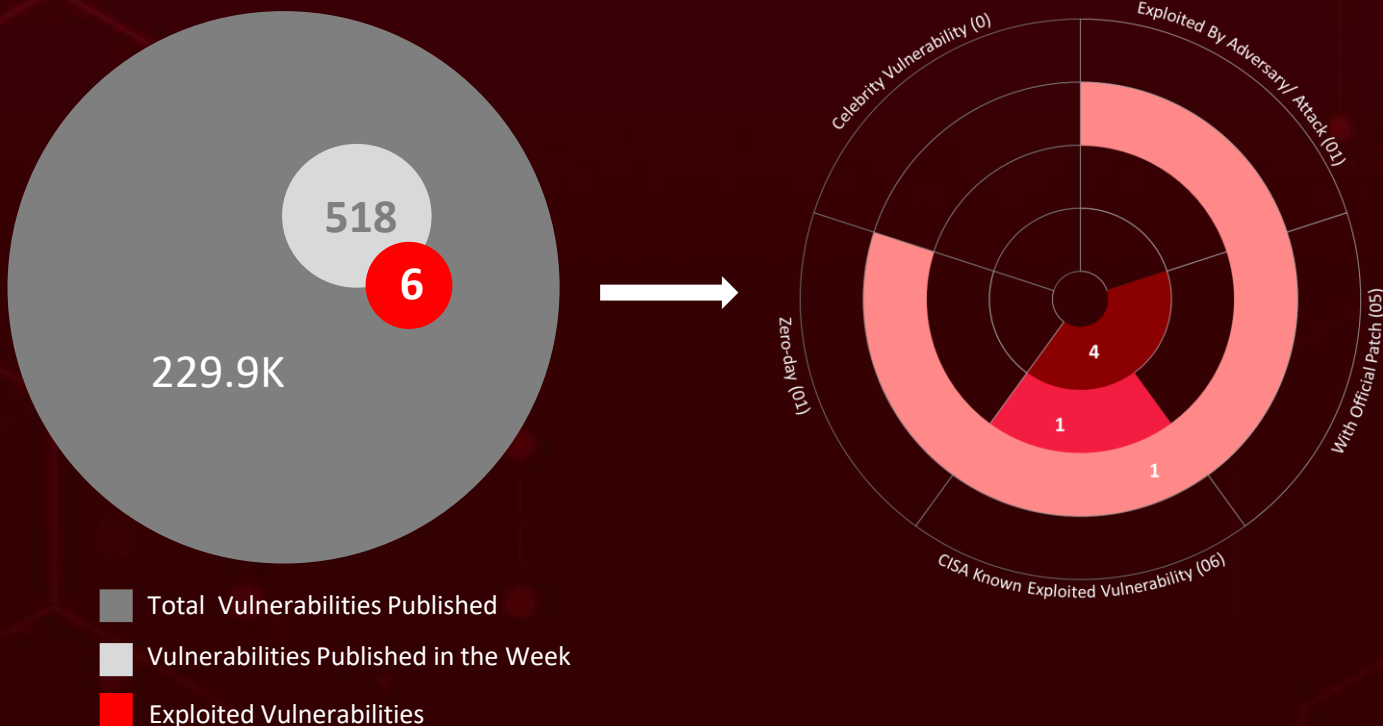 518
6
229.9K
Total Vulnerabilities Published
Vulnerabilities Published in the Week
Exploited Vulnerabilities
Celebrity Vulnerability (0)
Exploited By Adversary/ Attack (01)
With Official Patch (05)
CISA Known Exploited Vulnerability (06)
Zero-day (01)
4
1
1